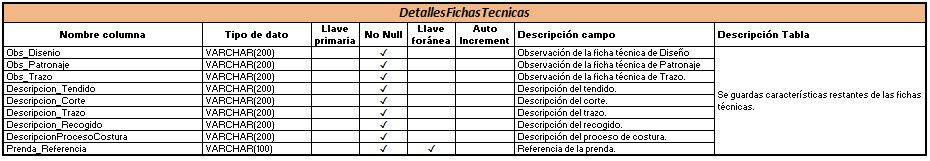 DetallesFichasTecnicas
Nombre columna Tipo de dato Llave primaria No Null Llave foránea Auto Increment Descripción campo Descripción Tabla
Obs_Disenio VARCHAR(200) ✓ Observación de la ficha técnica de Diseño
Obs_Patronaje VARCHAR(200) ✓ Observación de la ficha técnica de Patronaje
Obs_Trazo VARCHAR(200) ✓ Observación de la ficha técnica de Trazo.
Descripcion_Tendido VARCHAR(200) ✓ Descripción del tendido.
Descripcion_Corte VARCHAR(200) ✓ Descripción del corte.
Descripcion_Trazo VARCHAR(200) ✓ Descripción del trazo.
Descripcion_Recogido VARCHAR(200) ✓ Descripción del recogido.
DescripcionProcesoCostura VARCHAR(200) ✓ Descripción del proceso de costura.
Prenda_Referencia VARCHAR(100) ✓ ✓ Referencia de la prenda.
Se guardas características restantes de las fichas
técnicas.